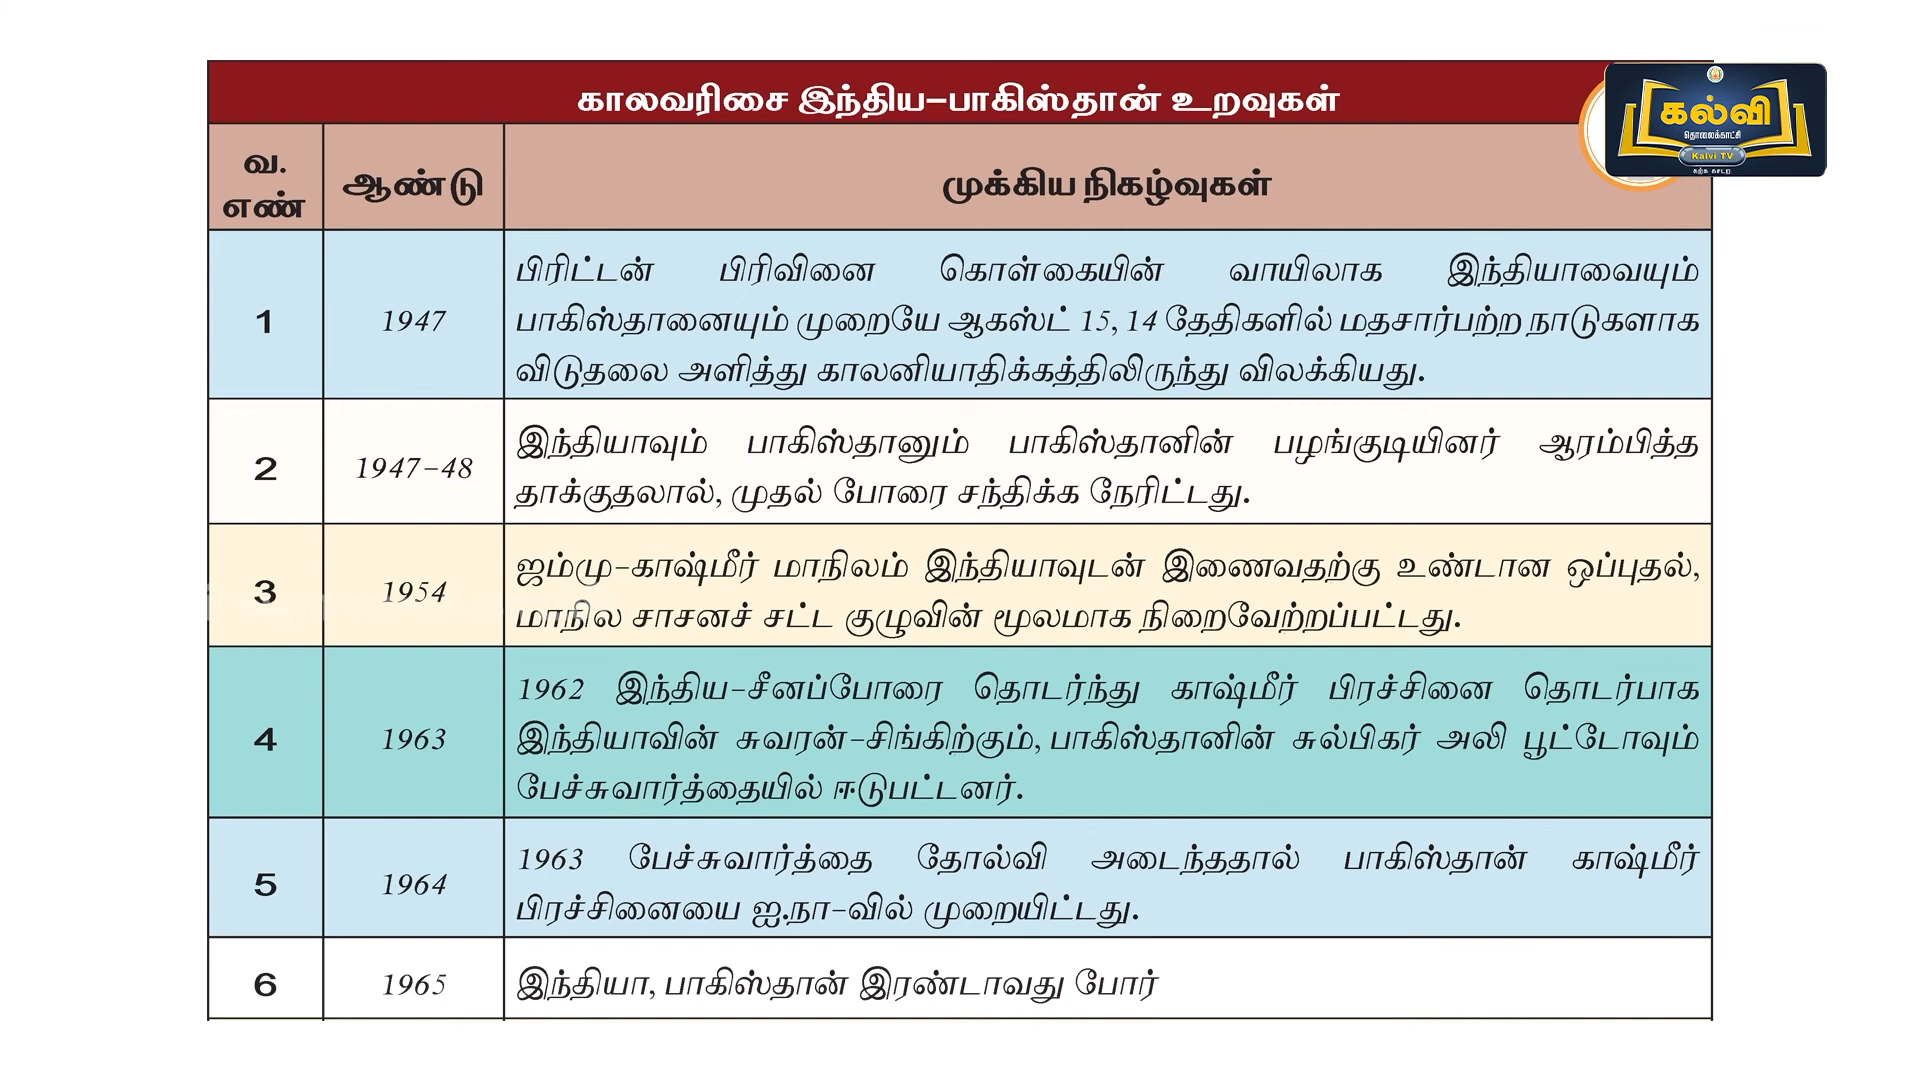 காலவரிசை இந்திய-பாகிஸ்தான் உறவுகள்
கல்வி
தொலைக்காட்சி
Kalvi TV
கற்க கசடற
வ.
எண்
ஆண்டு
முக்கிய நிகழ்வுகள்
1
1947
பிரிட்டன் பிரிவினை கொள்கையின் வாயிலாக இந்தியாவையும்
பாகிஸ்தானையும் முறையே ஆகஸ்ட் 15, 14 தேதிகளில் மதசார்பற்ற நாடுகளாக
விடுதலை அளித்து காலனியாதிக்கத்திலிருந்து விலக்கியது.
2
1947-48
இந்தியாவும் பாகிஸ்தானும் பாகிஸ்தானின் பழங்குடியினர் ஆரம்பித்த
தாக்குதலால், முதல் போரை சந்திக்க நேரிட்டது.
3
1954
ஜம்மு-காஷ்மீர் மாநிலம் இந்தியாவுடன் இணைவதற்கு உண்டான ஒப்புதல்,
மாநில சாசனச் சட்ட குழுவின் மூலமாக நிறைவேற்றப்பட்டது.
4
1963
1962 இந்திய-சீனப்போரை தொடர்ந்து காஷ்மீர் பிரச்சினை தொடர்பாக
இந்தியாவின் சுவரன்-சிங்கிற்கும், பாகிஸ்தானின் சுல்பிகர் அலி பூட்டோவும்
பேச்சுவார்த்தையில் ஈடுபட்டனர்.
5
1964
1963 பேச்சுவார்த்தை தோல்வி அடைந்ததால் பாகிஸ்தான் காஷ்மீர்
பிரச்சினையை ஐ.நா-வில் முறையிட்டது.
6
1965
இந்தியா, பாகிஸ்தான் இரண்டாவது போர்